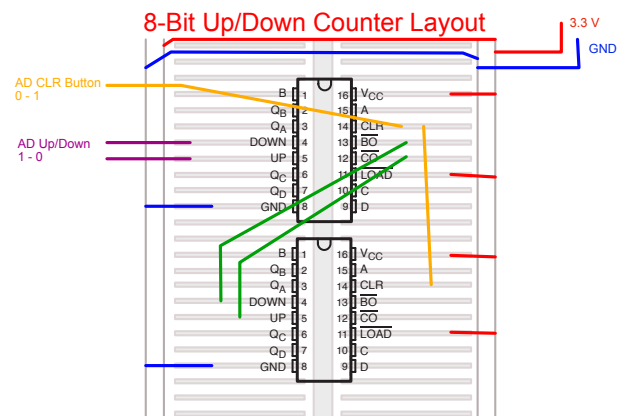 8-Bit Up/Down Counter Layout
3.3 V
GND
AD CLR Button
0 - 1
AD Up/Down
1 - 0
B 1 16 VCC
QB 2 15 A
QA 3 14 CLR
DOWN 4 13 BO
UP 5 12 CO
QC 6 11 LOAD
QD 7 10 C
GND 8 9 D
B 1 16 VCC
QB 2 15 A
QA 3 14 CLR
DOWN 4 13 BO
UP 5 12 CO
QC 6 11 LOAD
QD 7 10 C
GND 8 9 D